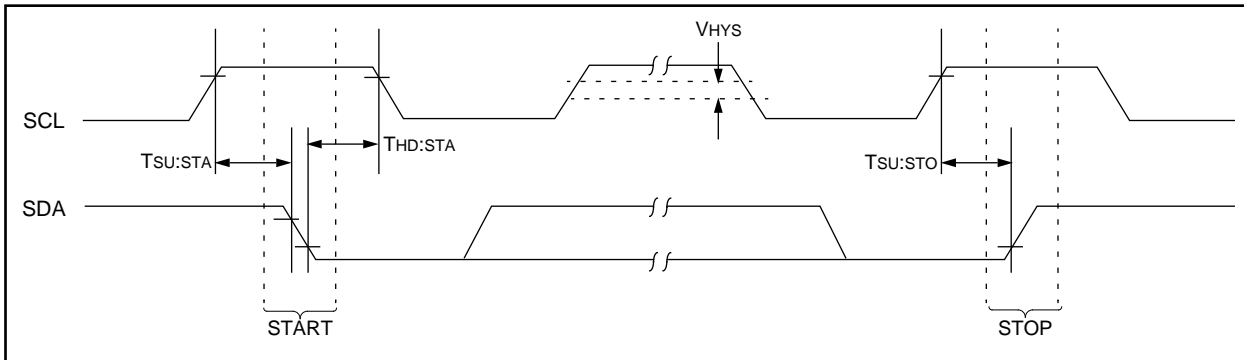 VHYS
SCL
THD:STA
TSU:STA
TSU:STO
SDA
START
STOP